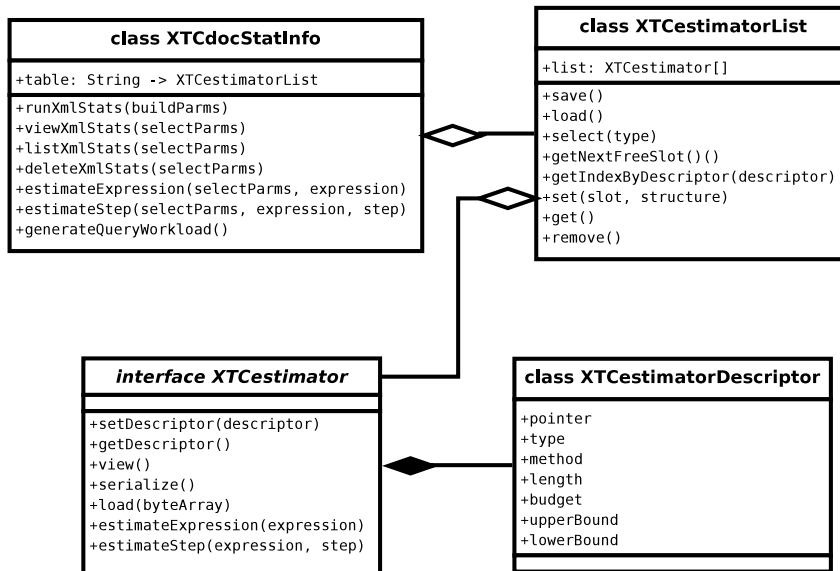 class XTCdocStatInfo
+table: String -> XTCestimatorList
+runXmlStats(buildParms)
+viewXmlStats(selectParms)
+listXmlStats(selectParms)
+deleteXmlStats(selectParms)
+estimateExpression(selectParms, expression)
+estimateStep(selectParms, expression, step)
+generateQueryWorkload()
class XTCestimatorList
+list: XTCestimator[]
+save()
+load()
+select(type)
+getNextFreeSlot()()
+getIndexByDescriptor(descriptor)
+set(slot, structure)
+get()
+remove()
interface XTCestimator
+setDescriptor(descriptor)
+getDescriptor()
+view()
+serialize()
+load(byteArray)
+estimateExpression(expression)
+estimateStep(expression, step)
class XTCestimatorDescriptor
+pointer
+type
+method
+length
+budget
+upperBound
+lowerBound